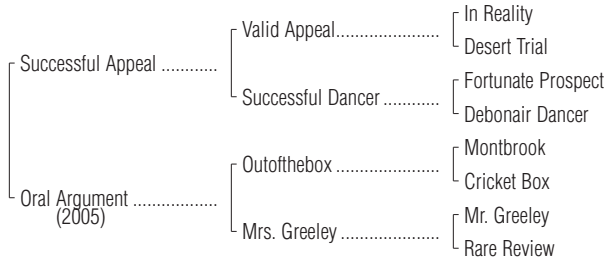 In Reality
Valid Appeal........................
Desert Trial
Successful Appeal ............
Fortunate Prospect
Successful Dancer ............
Debonair Dancer
Montbrook
Outofthebox ........................
Cricket Box
Oral Argument ..................
(2005)
Mr. Greeley
Mrs. Greeley ......................
Rare Review